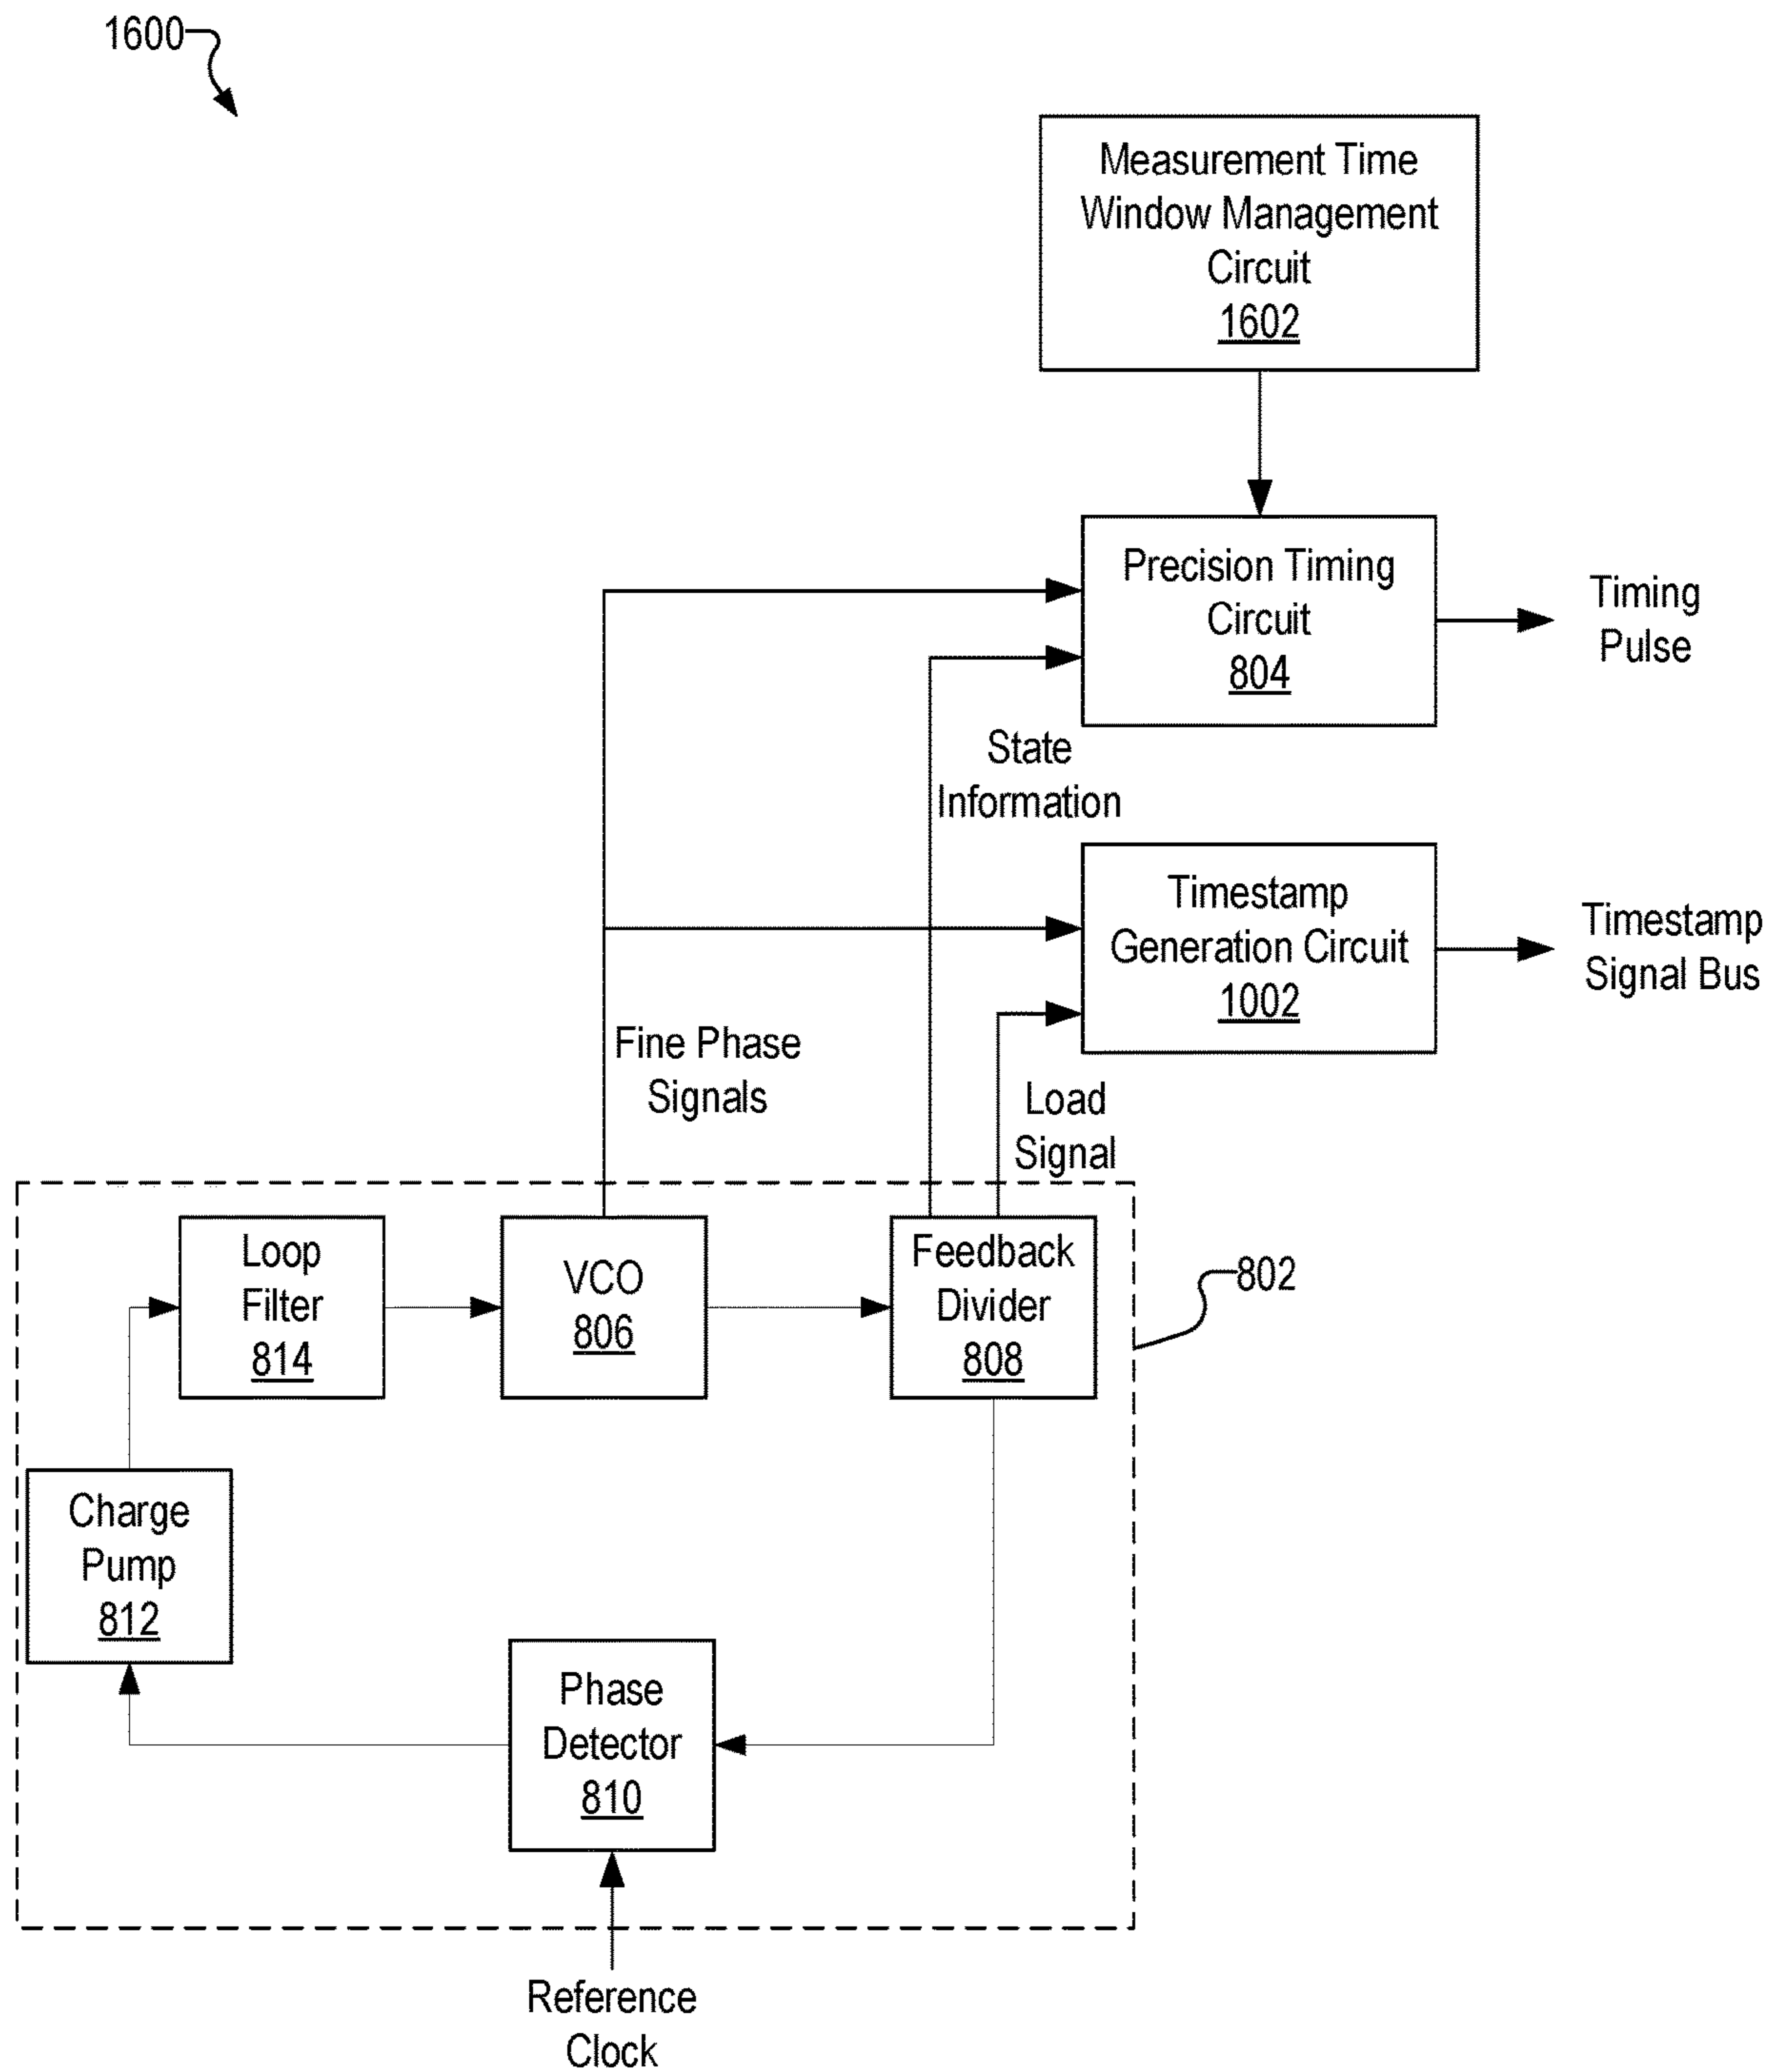 1600
Measurement Time
Window Management
Circuit
1602
Precision Timing
Circuit
804
Timing
Pulse
State
Information
Timestamp
Generation Circuit
1002
Timestamp
Signal Bus
Fine Phase
Signals
Load
Signal
Loop
Filter
814
VCO
806
Feedback
Divider
808
802
Charge
Pump
812
Phase
Detector
810
Reference
Clock